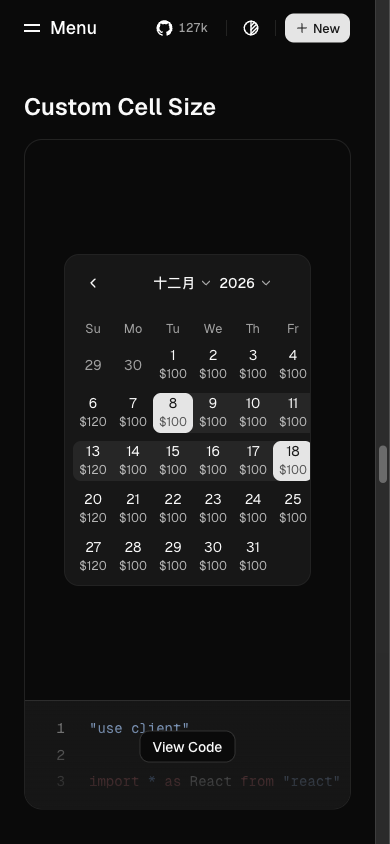 Menu 127k New
Custom Cell Size
十二月 2026
Su Mo Tu We Th Fr
29 30 1 2 3 4
$100 $100 $100 $100
6 7 8 9 10 11
$120 $100 $100 $100 $100 $100
13 14 15 16 17 18
$120 $100 $100 $100 $100 $100
20 21 22 23 24 25
$120 $100 $100 $100 $100 $100
27 28 29 30 31
$120 $100 $100 $100 $100
1 "use client"
2
View Code
3 import * as React from "react"